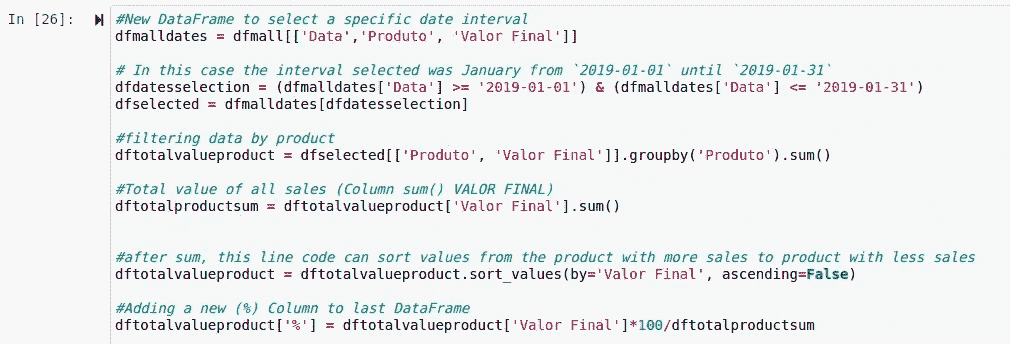 In [26]: #New DataFrame to select a specific date interval
dfmalldates = dfmall[['Data','Produto', 'Valor Final']]
# In this case the interval selected was January from `2019-01-01` until `2019-01-31`
dfdatesselection = (dfmalldates['Data'] >= '2019-01-01') & (dfmalldates['Data'] <= '2019-01-31')
dfselected = dfmalldates[dfdatesselection]
#filtering data by product
dftotalvalueproduct = dfselected[['Produto', 'Valor Final']].groupby('Produto').sum()
#Total value of all sales (Column sum() VALOR FINAL)
dftotalproductsum = dftotalvalueproduct['Valor Final'].sum()
#after sum, this line code can sort values from the product with more sales to product with less sales
dftotalvalueproduct = dftotalvalueproduct.sort_values(by='Valor Final', ascending=False)
#Adding a new (%) Column to last DataFrame
dftotalvalueproduct['%'] = dftotalvalueproduct['Valor Final']*100/dftotalproductsum